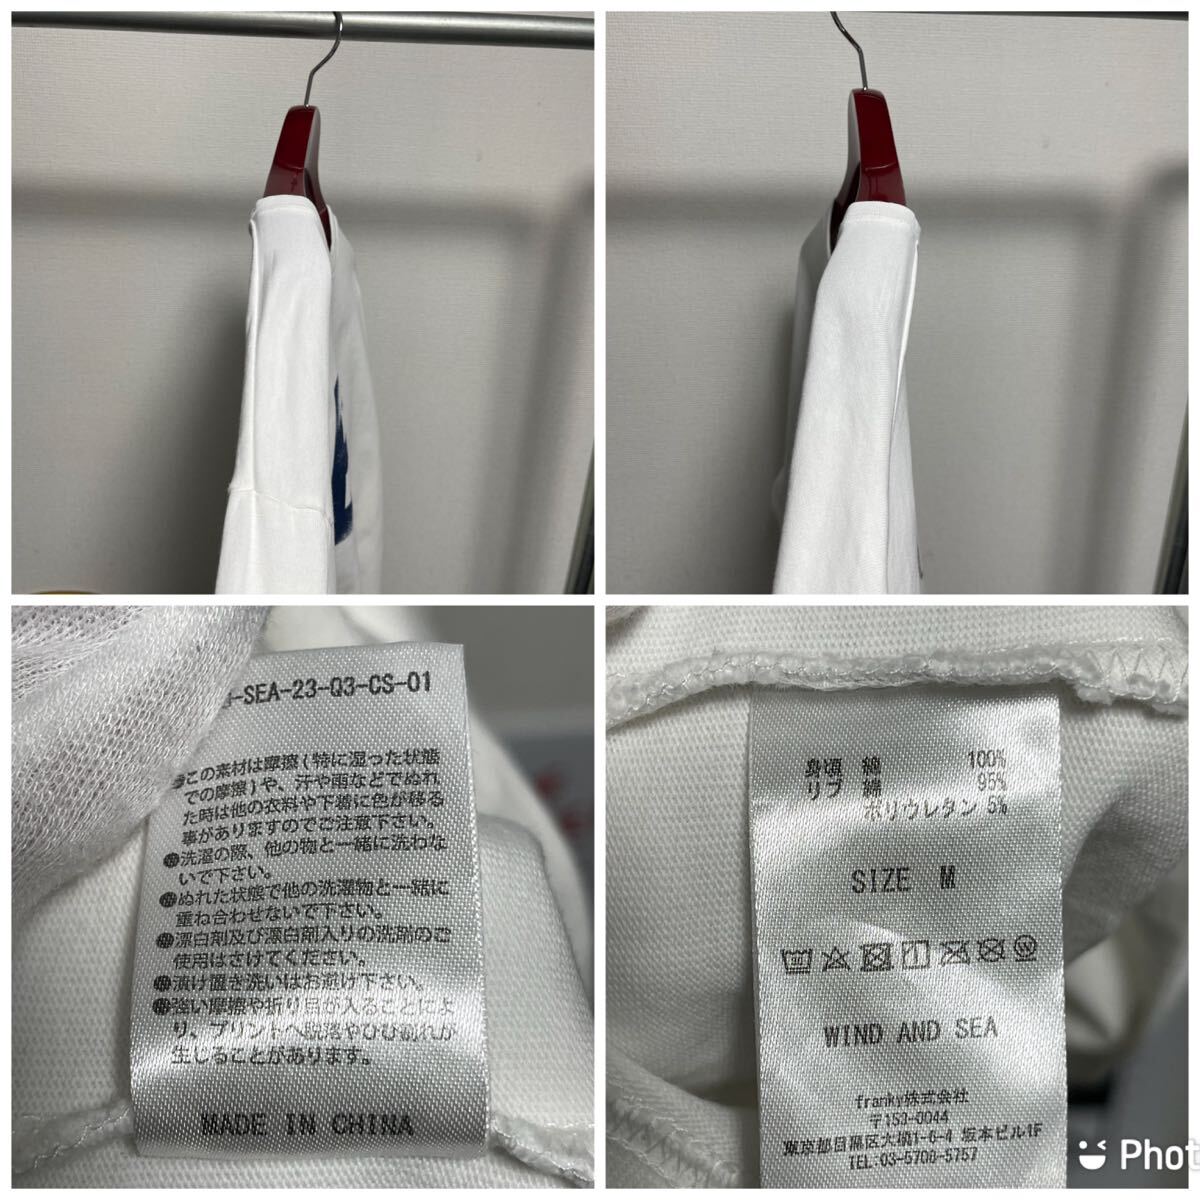 -SEA-23-Q3-CS-01
この素材は摩擦(特に湿った状態
での摩擦)や、汗や雨などでぬれ
た時は他の衣料や下着に色が移る
事がありますのでご注意下さい。
●洗濯の際、他の物と一緒に洗わな
いで下さい。
●ぬれた状態で他の洗濯物と一緒に
重ね合わせないで下さい。
●漂白剤及び漂白剤入りの洗剤のご
使用はさけてください。
●漬け置き洗いはお避け下さい。
●強い摩擦や折り目が入ることによ
り、プリントへ脱落やひび割れが
生じることがあります。
MADE IN CHINA
身頃 綿 100%
リブ 綿 95%
ポリウレタン 5%
SIZE M
WIND AND SEA
franky株式会社
〒153-0044
東京都目黒区大橋1-6-4 坂本ビル1F
TEL:03-5708-5757
Phot